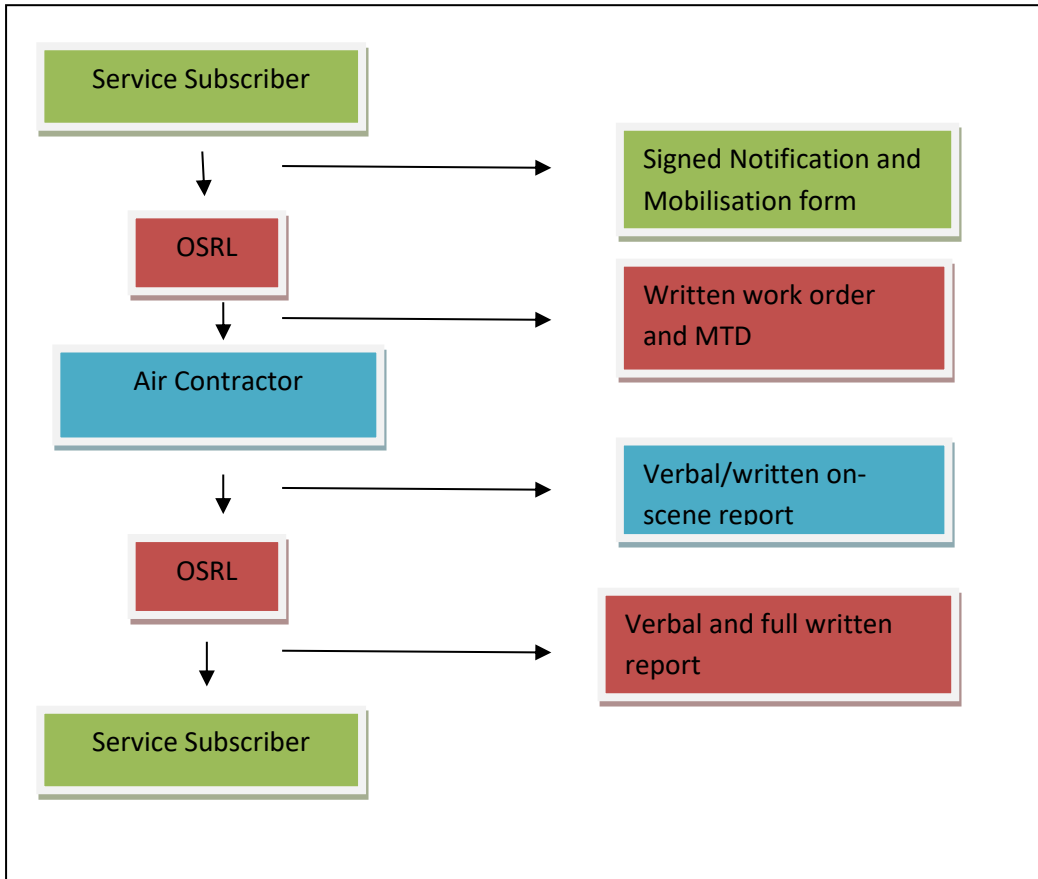 Service Subscriber
Signed Notification and
Mobilisation form
OSRL
Written work order
and MTD
Air Contractor
Verbal/written on-
scene report
OSRL
Verbal and full written
report
Service Subscriber